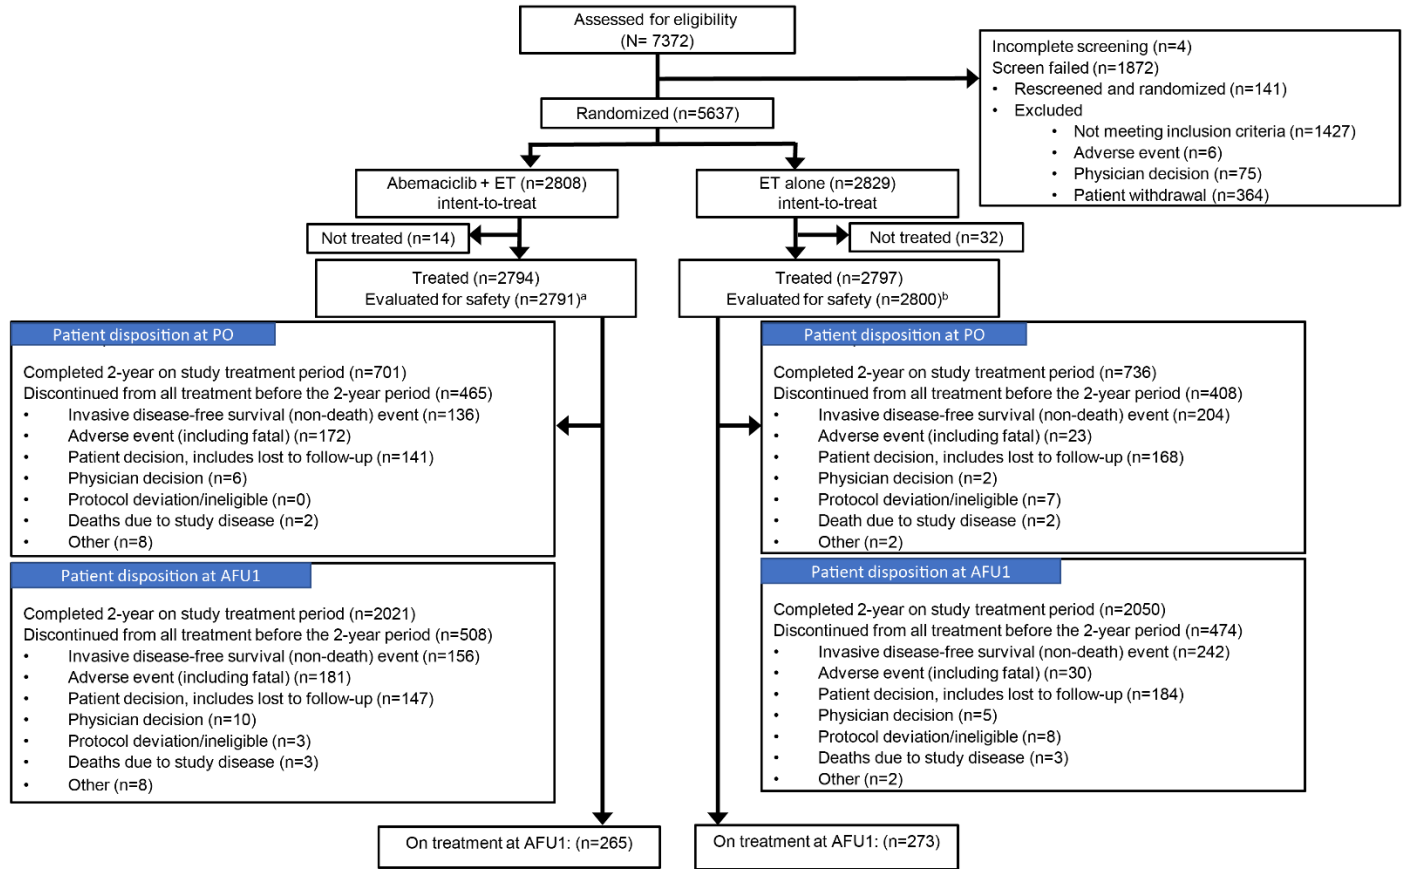 Assessed for eligibility
(N= 7372)
Incomplete screening (n=4)
Screen failed (n=1872)
• Rescreened and randomized (n=141)
• Excluded
• Not meeting inclusion criteria (n=1427)
• Adverse event (n=6)
• Physician decision (n=75)
• Patient withdrawal (n=364)
Randomized (n=5637)
Abemaciclib + ET (n=2808)
intent-to-treat
ET alone (n=2829)
intent-to-treat
Not treated (n=14)
Not treated (n=32)
Treated (n=2794)
Evaluated for safety (n=2791)ᵃ
Treated (n=2797)
Evaluated for safety (n=2800)ᵇ
Patient disposition at PO
Completed 2-year on study treatment period (n=701)
Discontinued from all treatment before the 2-year period (n=465)
• Invasive disease-free survival (non-death) event (n=136)
• Adverse event (including fatal) (n=172)
• Patient decision, includes lost to follow-up (n=141)
• Physician decision (n=6)
• Protocol deviation/ineligible (n=0)
• Deaths due to study disease (n=2)
• Other (n=8)
Patient disposition at PO
Completed 2-year on study treatment period (n=736)
Discontinued from all treatment before the 2-year period (n=408)
• Invasive disease-free survival (non-death) event (n=204)
• Adverse event (including fatal) (n=23)
• Patient decision, includes lost to follow-up (n=168)
• Physician decision (n=2)
• Protocol deviation/ineligible (n=7)
• Death due to study disease (n=2)
• Other (n=2)
Patient disposition at AFU1
Completed 2-year on study treatment period (n=2021)
Discontinued from all treatment before the 2-year period (n=508)
• Invasive disease-free survival (non-death) event (n=156)
• Adverse event (including fatal) (n=181)
• Patient decision, includes lost to follow-up (n=147)
• Physician decision (n=10)
• Protocol deviation/ineligible (n=3)
• Deaths due to study disease (n=3)
• Other (n=8)
Patient disposition at AFU1
Completed 2-year on study treatment period (n=2050)
Discontinued from all treatment before the 2-year period (n=474)
• Invasive disease-free survival (non-death) event (n=242)
• Adverse event (including fatal) (n=30)
• Patient decision, includes lost to follow-up (n=184)
• Physician decision (n=5)
• Protocol deviation/ineligible (n=8)
• Deaths due to study disease (n=3)
• Other (n=2)
On treatment at AFU1: (n=265)
On treatment at AFU1: (n=273)